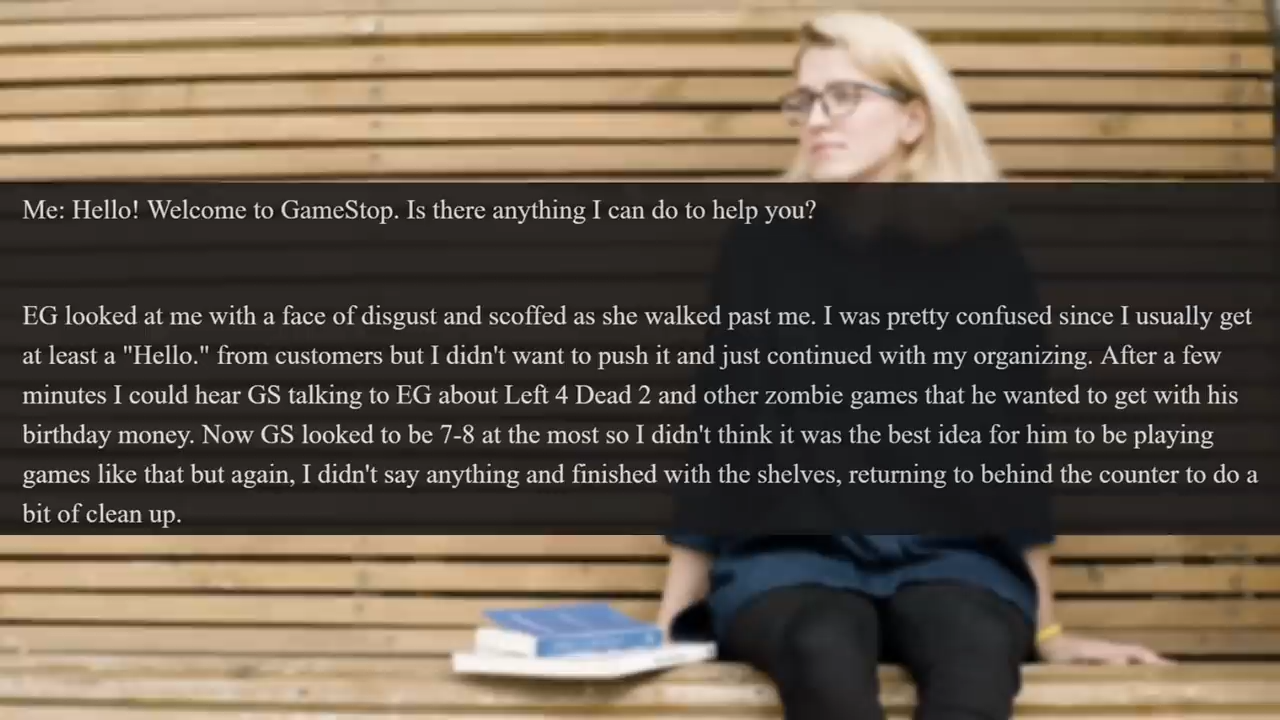 Me: Hello! Welcome to GameStop. Is there anything I can do to help you?
EG looked at me with a face of disgust and scoffed as she walked past me. I was pretty confused since I usually get
at least a "Hello." from customers but I didn't want to push it and just continued with my organizing. After a few
minutes I could hear GS talking to EG about Left 4 Dead 2 and other zombie games that he wanted to get with his
birthday money. Now GS looked to be 7-8 at the most so I didn't think it was the best idea for him to be playing
games like that but again, I didn't say anything and finished with the shelves, returning to behind the counter to do a
bit of clean up.